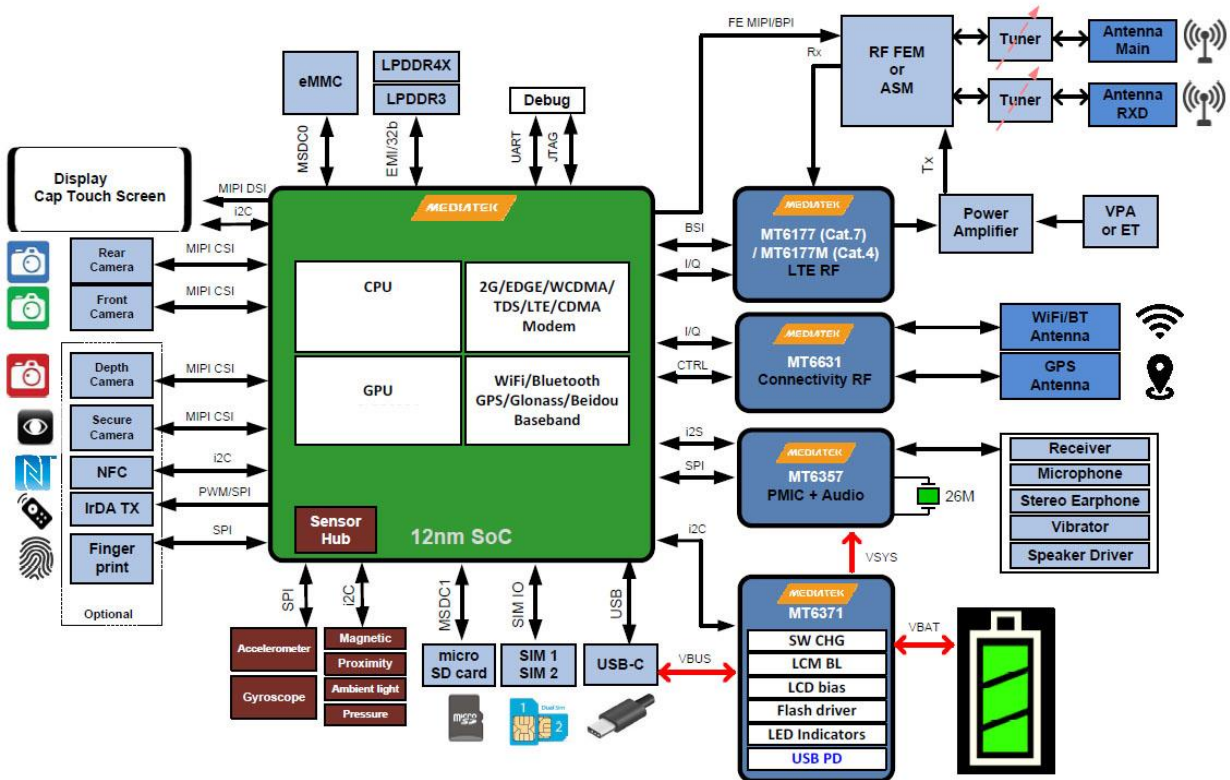 FE MIPI/BPI
Rx
RF FEM
or
ASM
Tuner
Antenna
Main
Tuner
Antenna
RXD
eMMC
LPDDR4X
LPDDR3
Debug
MSDC0
EMI/32b
UART
JTAG
Tx
Display
Cap Touch Screen
MIPI DSI
i2C
MEDIATEK
BSI
I/Q
MEDIATEK
MT6177 (Cat.7)
/ MT6177M (Cat.4)
LTE RF
Power
Amplifier
VPA
or ET
Rear
Camera
MIPI CSI
Front
Camera
MIPI CSI
CPU
2G/EDGE/WCDMA/
TDS/LTE/CDMA
Modem
GPU
WiFi/Bluetooth
GPS/Glonass/Beidou
Baseband
I/Q
CTRL
MEDIATEK
MT6631
Connectivity RF
WiFi/BT
Antenna
GPS
Antenna
Depth
Camera
MIPI CSI
Secure
Camera
MIPI CSI
NFC
i2C
IrDA TX
PWM/SPI
Finger
print
SPI
Optional
Sensor
Hub
12nm SoC
i2S
SPI
MEDIATEK
MT6357
PMIC + Audio
26M
Receiver
Microphone
Stereo Earphone
Vibrator
Speaker Driver
i2C
VSYS
SPI
i2C
MSDC1
SIM IO
USB
Accelerometer
Gyroscope
Magnetic
Proximity
Ambient light
Pressure
micro
SD card
SIM 1
SIM 2
USB-C
VBUS
MEDIATEK
MT6371
SW CHG
LCM BL
LCD bias
Flash driver
LED Indicators
USB PD
VBAT
micro
1
Dual Sim
2